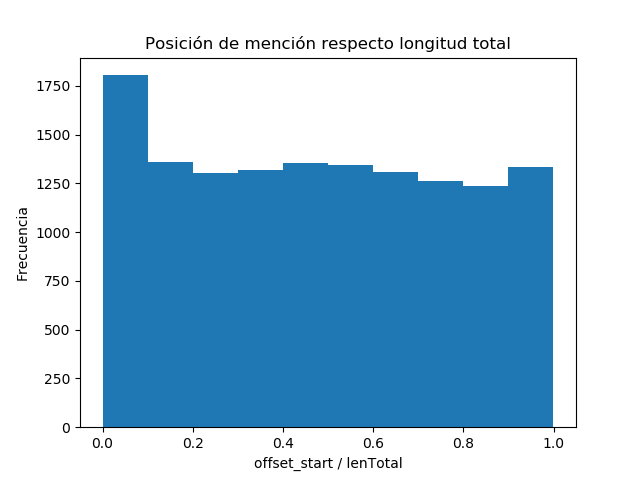 Posición de mención respecto longitud total
Frecuencia
1750
1500
1250
1000
750
500
250
0
0.0 0.2 0.4 0.6 0.8 1.0
offset_start / lenTotal